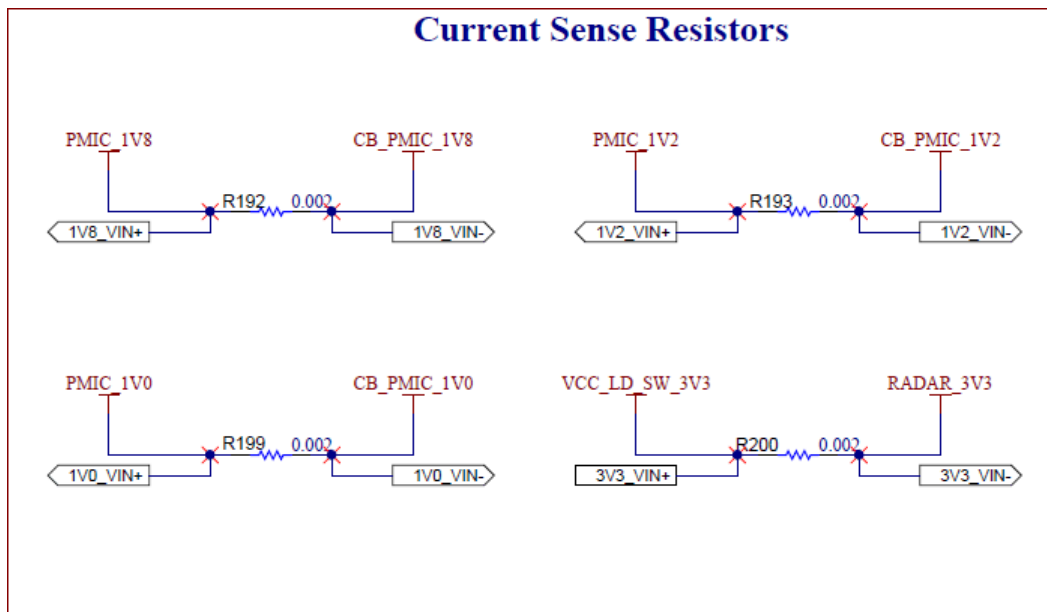 Current Sense Resistors
PMIC_1V8 CB_PMIC_1V8 PMIC_1V2 CB_PMIC_1V2
R192 0.002 R193 0.002
1V8_VIN+ 1V8_VIN- 1V2_VIN+ 1V2_VIN-
PMIC_1V0 CB_PMIC_1V0 VCC_LD_SW_3V3 RADAR_3V3
R199 0.002 R200 0.002
1V0_VIN+ 1V0_VIN- 3V3_VIN+ 3V3_VIN-